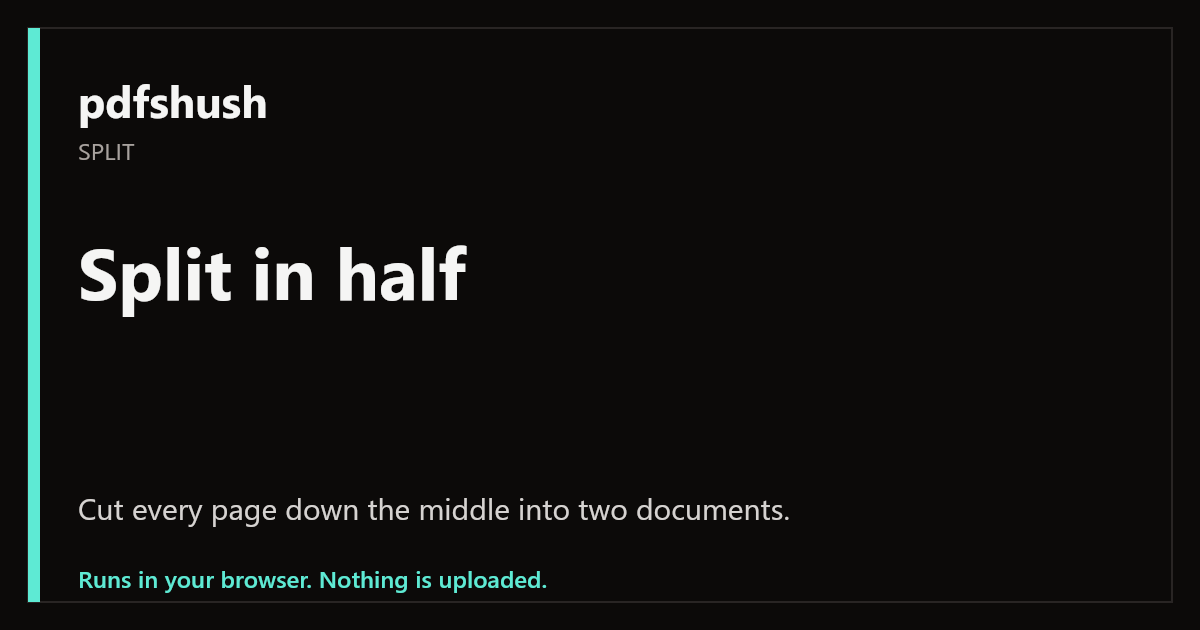 pdfshush
SPLIT
Split in half
Cut every page down the middle into two documents.
Runs in your browser. Nothing is uploaded.